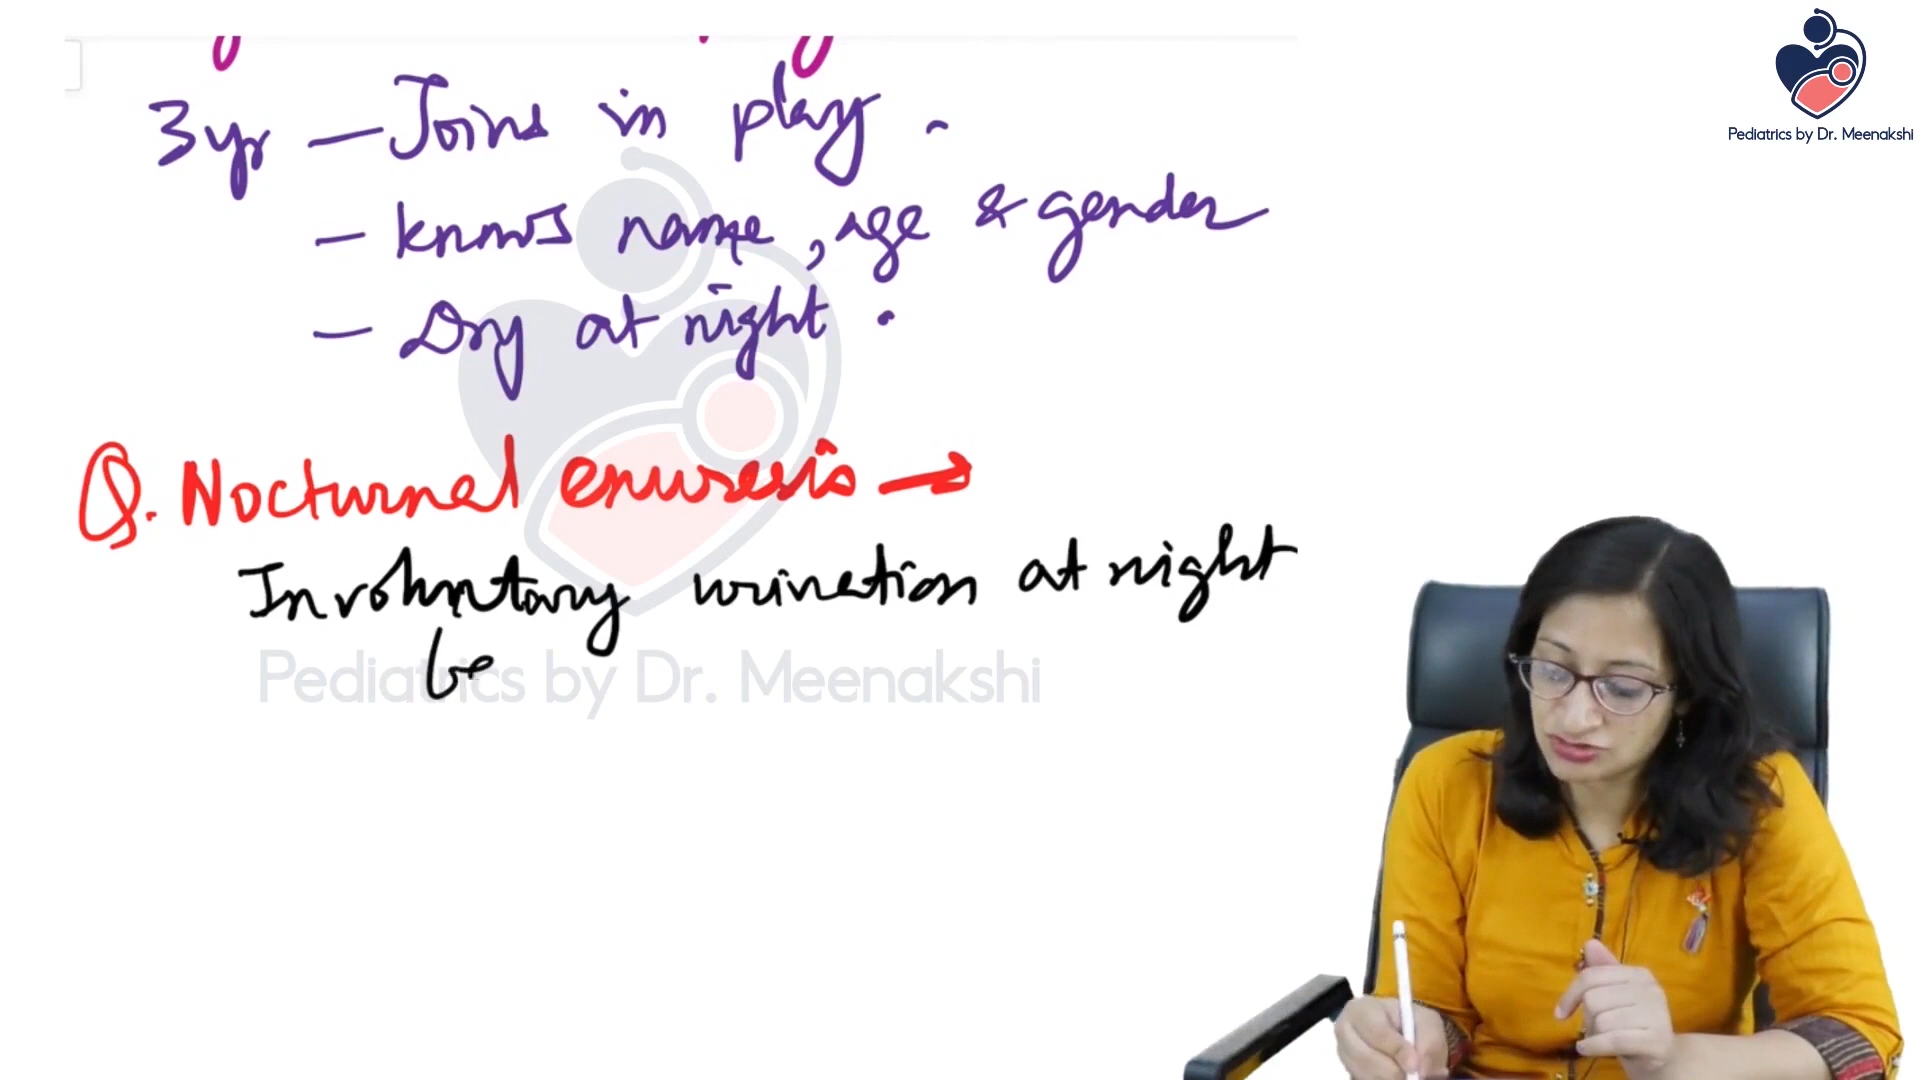 Pediatrics by Dr. Meenakshi
3yr — Joins in play.
— knows name, age & gender
— Dry at night.
Q. Nocturnal enuresis →
Involuntary urination at night
be
Pediatrics by Dr. Meenakshi